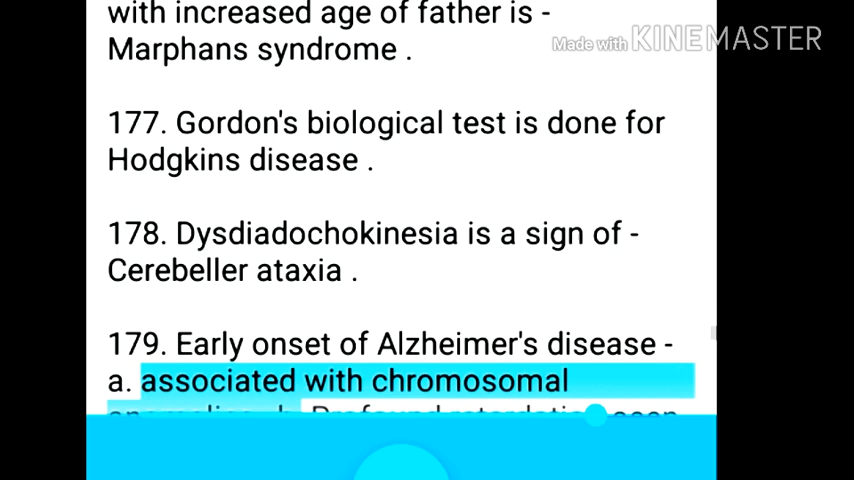 with increased age of father is -
Marphans syndrome .
Made with KINEMASTER
177. Gordon's biological test is done for
Hodgkins disease .
178. Dysdiadochokinesia is a sign of -
Cerebeller ataxia .
179. Early onset of Alzheimer's disease -
a. associated with chromosomal